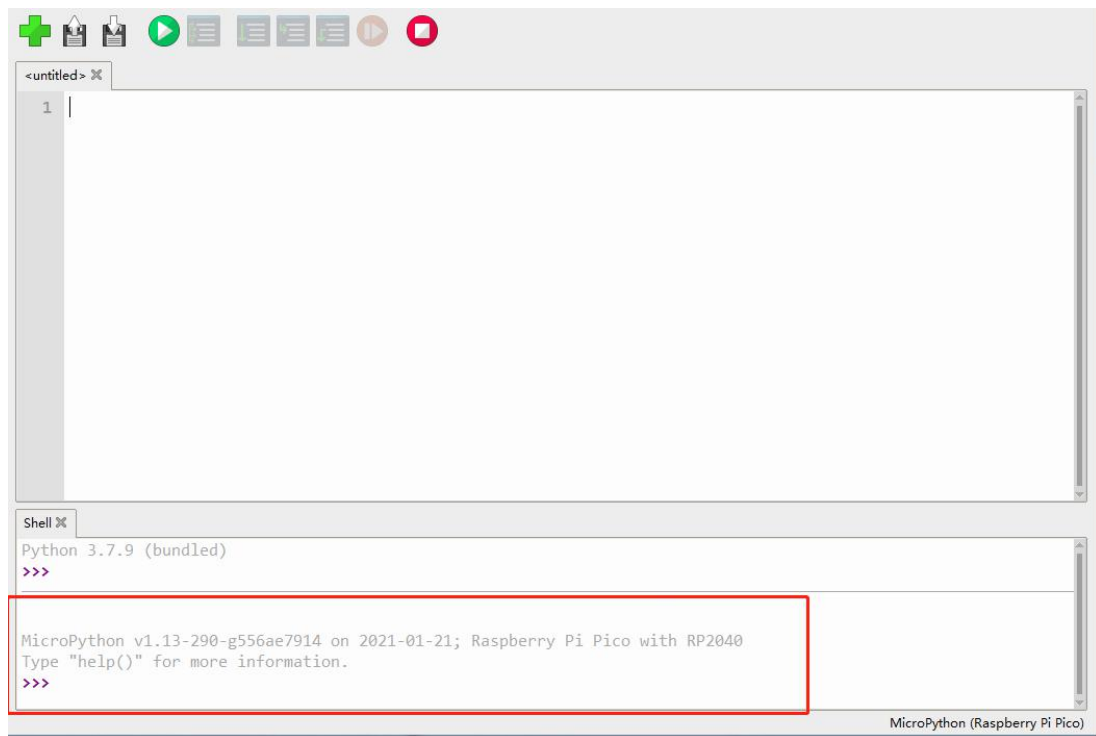 <untitled>
1
Shell
Python 3.7.9 (bundled)
>>>
MicroPython v1.13-290-g556ae7914 on 2021-01-21; Raspberry Pi Pico with RP2040
Type "help()" for more information.
>>>
MicroPython (Raspberry Pi Pico)